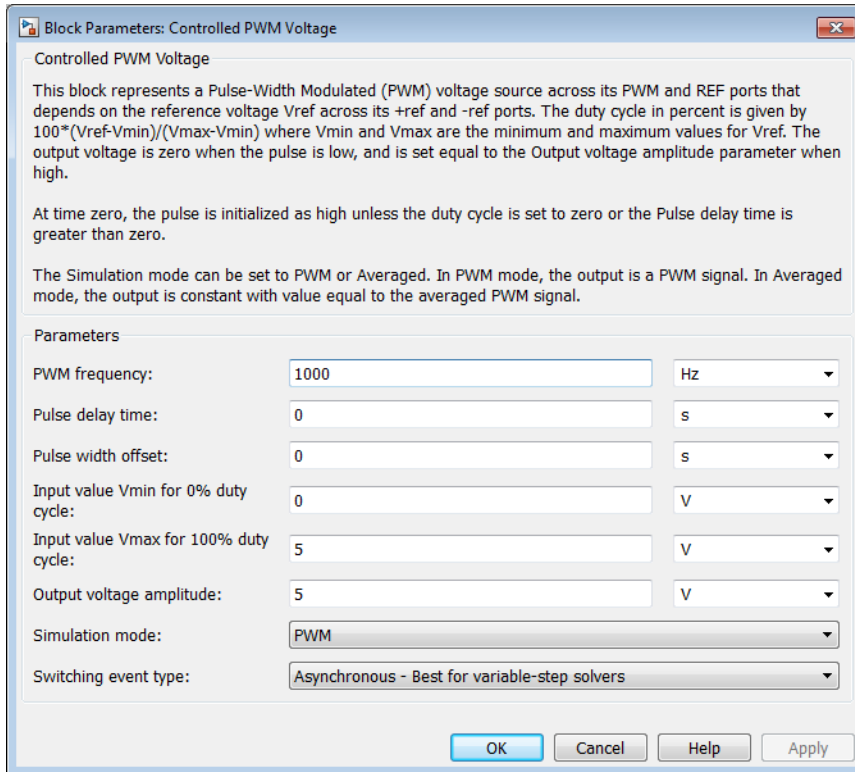 Block Parameters: Controlled PWM Voltage
Controlled PWM Voltage
This block represents a Pulse-Width Modulated (PWM) voltage source across its PWM and REF ports that
depends on the reference voltage Vref across its +ref and -ref ports. The duty cycle in percent is given by
100*(Vref-Vmin)/(Vmax-Vmin) where Vmin and Vmax are the minimum and maximum values for Vref. The
output voltage is zero when the pulse is low, and is set equal to the Output voltage amplitude parameter when
high.
At time zero, the pulse is initialized as high unless the duty cycle is set to zero or the Pulse delay time is
greater than zero.
The Simulation mode can be set to PWM or Averaged. In PWM mode, the output is a PWM signal. In Averaged
mode, the output is constant with value equal to the averaged PWM signal.
Parameters
PWM frequency: 1000 Hz
Pulse delay time: 0 s
Pulse width offset: 0 s
Input value Vmin for 0% duty
cycle: 0 V
Input value Vmax for 100% duty
cycle: 5 V
Output voltage amplitude: 5 V
Simulation mode: PWM
Switching event type: Asynchronous - Best for variable-step solvers
OK Cancel Help Apply